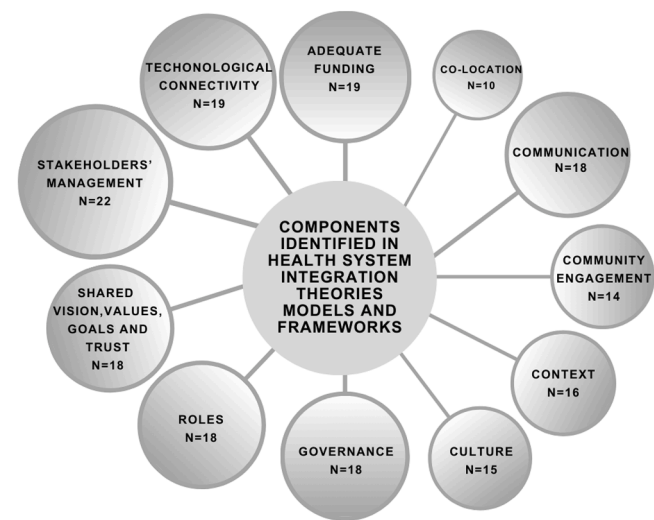 ADEQUATE
FUNDING
N=19
CO-LOCATION
N=10
COMMUNICATION
N=18
COMMUNITY
ENGAGEMENT
N=14
CONTEXT
N=16
CULTURE
N=15
GOVERNANCE
N=18
ROLES
N=18
SHARED
VISION,VALUES,
GOALS AND
TRUST
N=18
STAKEHOLDERS’
MANAGEMENT
N=22
TECHONOLOGICAL
CONNECTIVITY
N=19
COMPONENTS
IDENTIFIED IN
HEALTH SYSTEM
INTEGRATION
THEORIES
MODELS AND
FRAMEWORKS